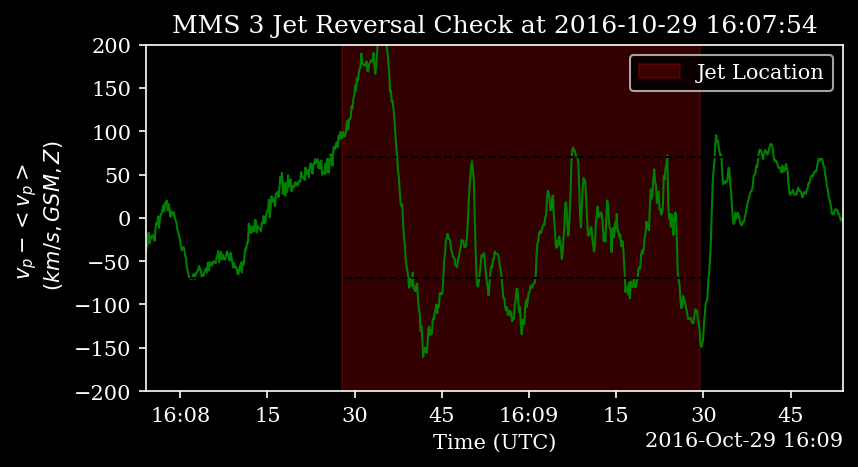 MMS 3 Jet Reversal Check at 2016-10-29 16:07:54
Jet Location
200
150
100
50
0
−50
−100
−150
−200
v_p − < v_p >
(km/s, GSM, Z)
16:08 15 30 45 16:09 15 30 45
Time (UTC)
2016-Oct-29 16:09